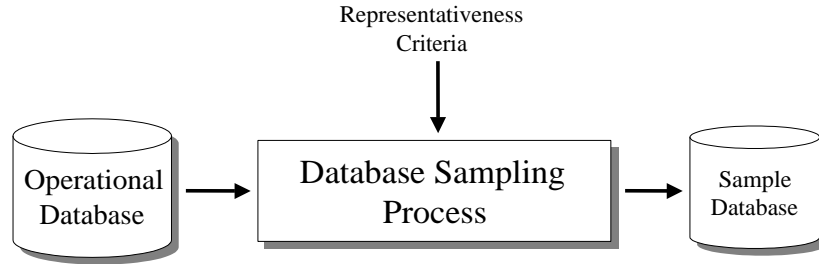 Representativeness
Criteria
Operational
Database
Database Sampling
Process
Sample
Database